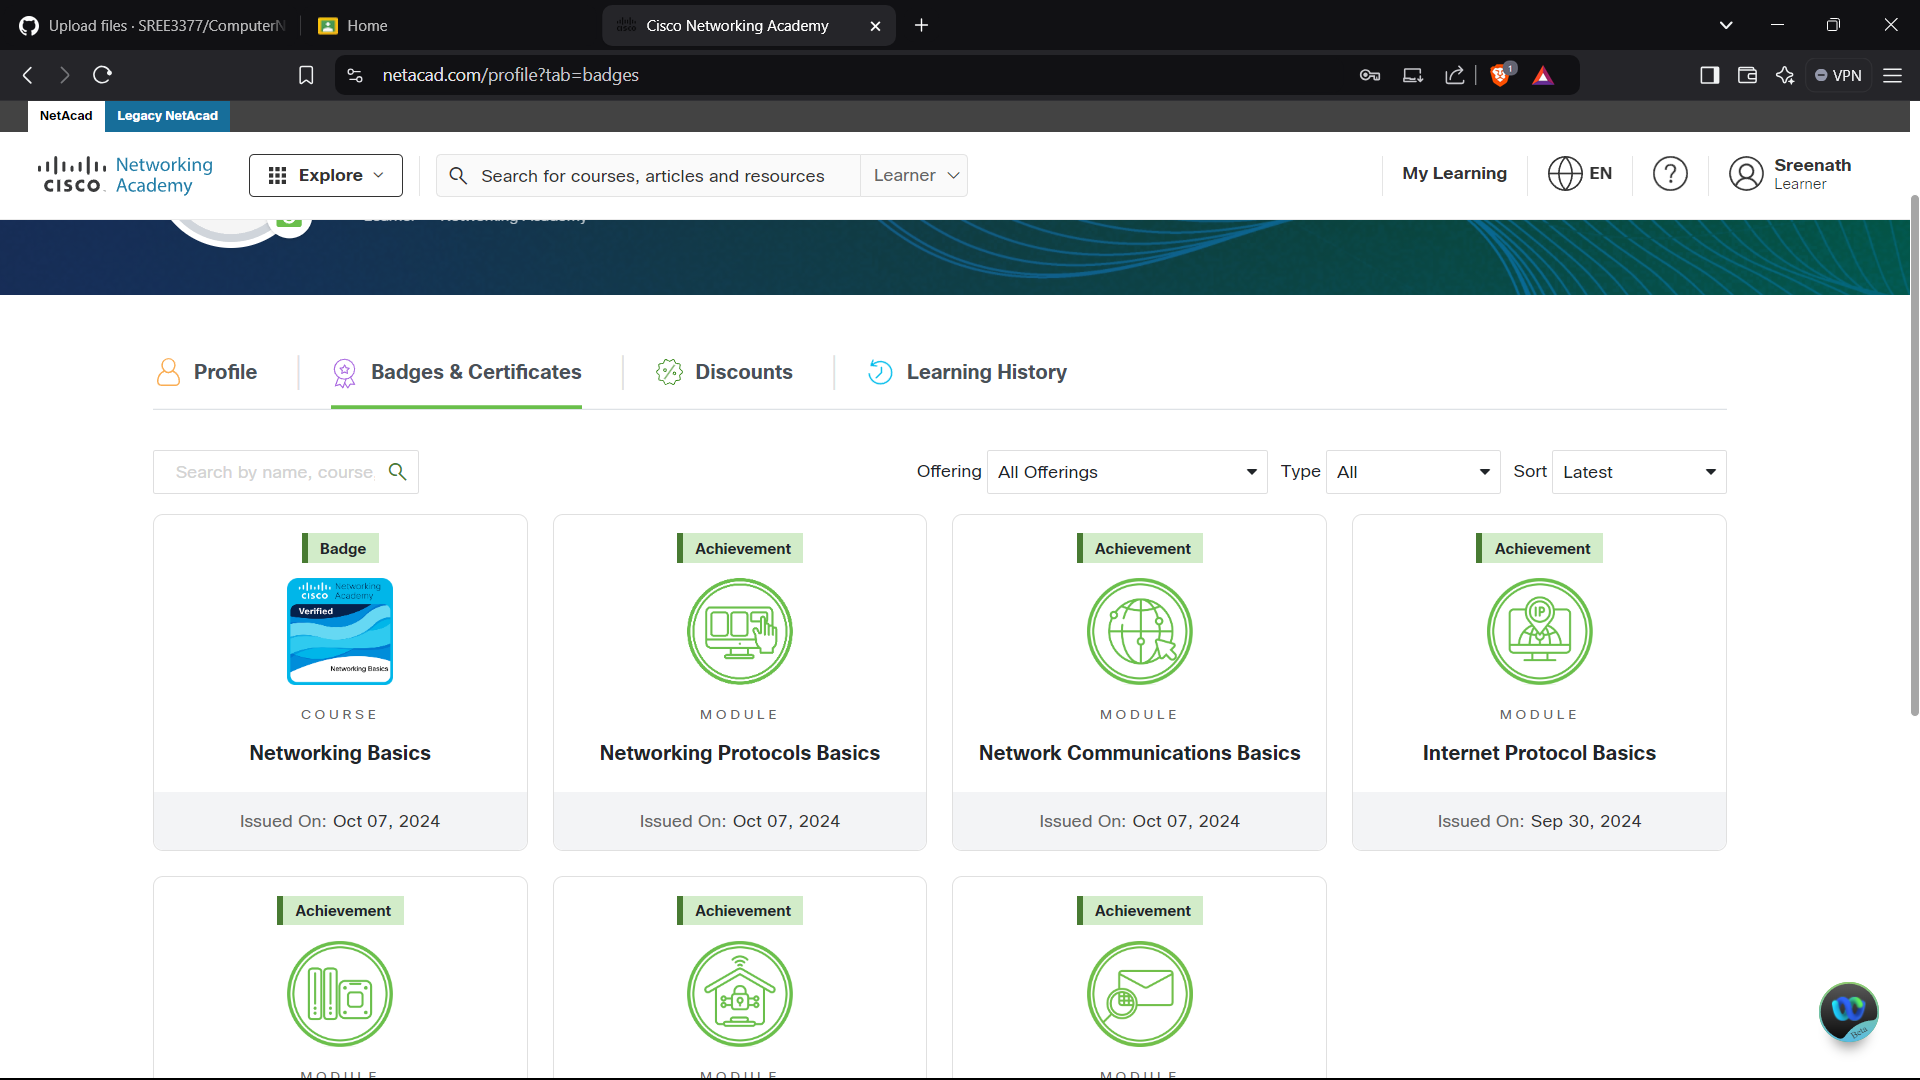 Upload files · SREE3377/ComputerN
Home
Cisco Networking Academy
netacad.com/profile?tab=badges
1
VPN
NetAcad
Legacy NetAcad
CISCO
Networking
Academy
Explore
Search for courses, articles and resources
Learner
My Learning
EN
?
Sreenath
Learner
Profile
Badges & Certificates
Discounts
Learning History
Search by name, course
Offering
All Offerings
Type
All
Sort
Latest
Badge
CISCO
Networking
Academy
Verified
Networking Basics
COURSE
Networking Basics
Issued On: Oct 07, 2024
Achievement
MODULE
Networking Protocols Basics
Issued On: Oct 07, 2024
Achievement
MODULE
Network Communications Basics
Issued On: Oct 07, 2024
Achievement
IP
MODULE
Internet Protocol Basics
Issued On: Sep 30, 2024
Achievement
MODULE
Achievement
MODULE
Achievement
MODULE
Beta